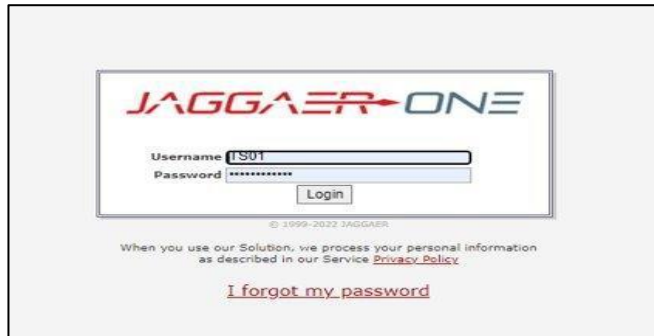 JAGGAER ONE
Username TS01
Password ••••••••••••
Login
© 1999-2022 JAGGAER
When you use our Solution, we process your personal information
as described in our Service Privacy Policy
I forgot my password